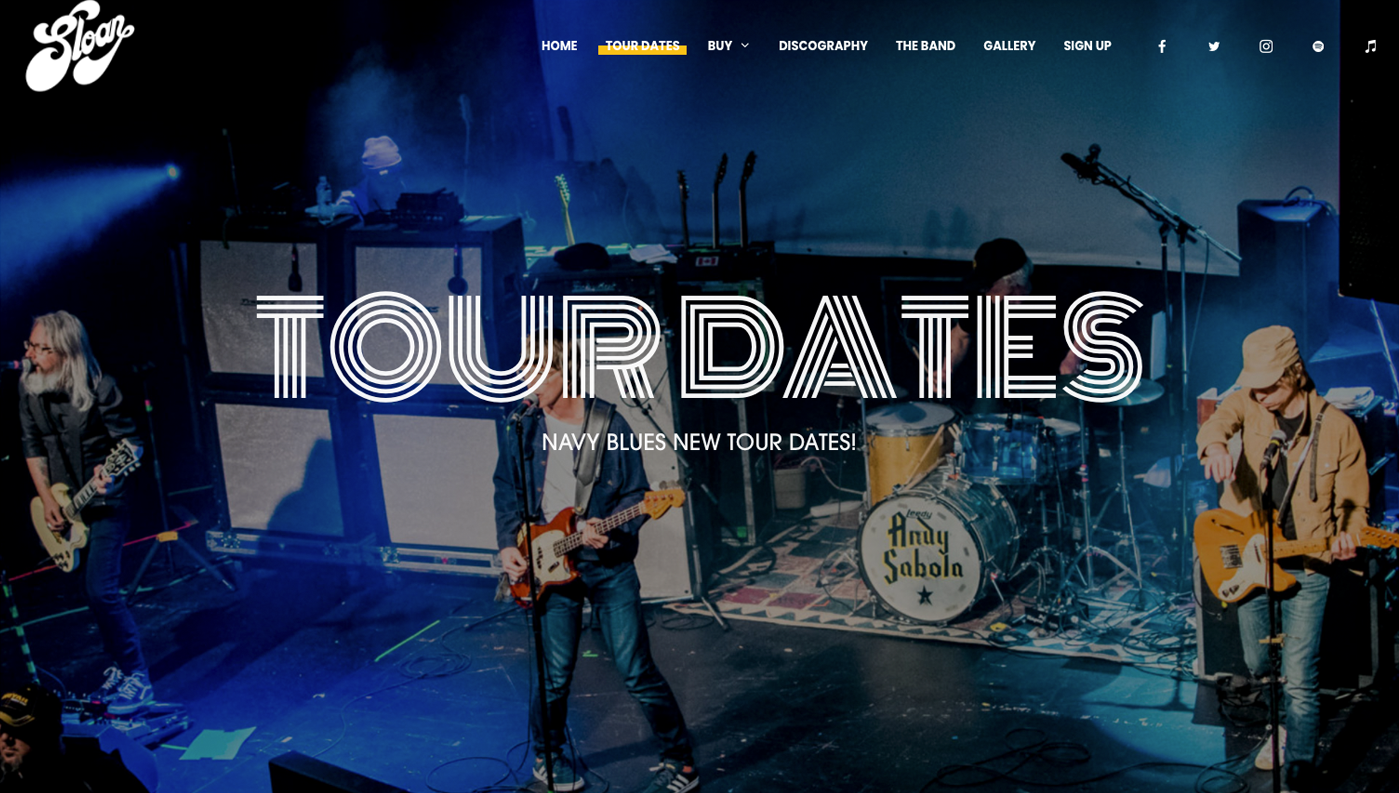 Sloan
HOME TOUR DATES BUY DISCOGRAPHY THE BAND GALLERY SIGN UP
TOUR DATES
NAVY BLUES NEW TOUR DATES!
Leedy
Andy
Sabola